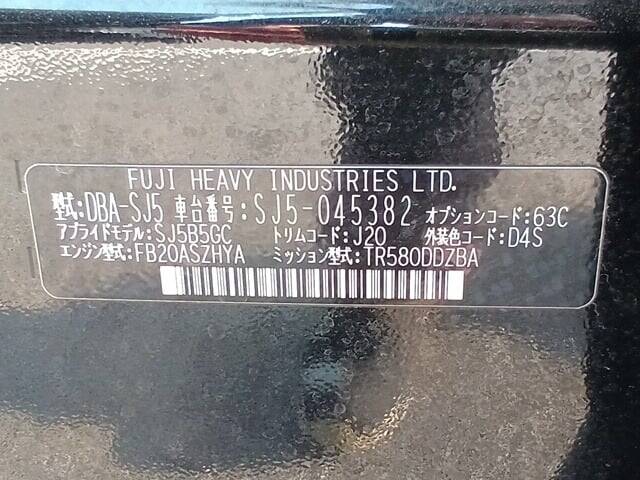 FUJI HEAVY INDUSTRIES LTD.
型式:DBA-SJ5 車台番号:SJ5-045382 オプションコード:63C
アプライドモデル:SJ5B5GC トリムコード:J20 外装色コード:D4S
エンジン型式:FB20ASZHYA ミッション型式:TR580DDZBA